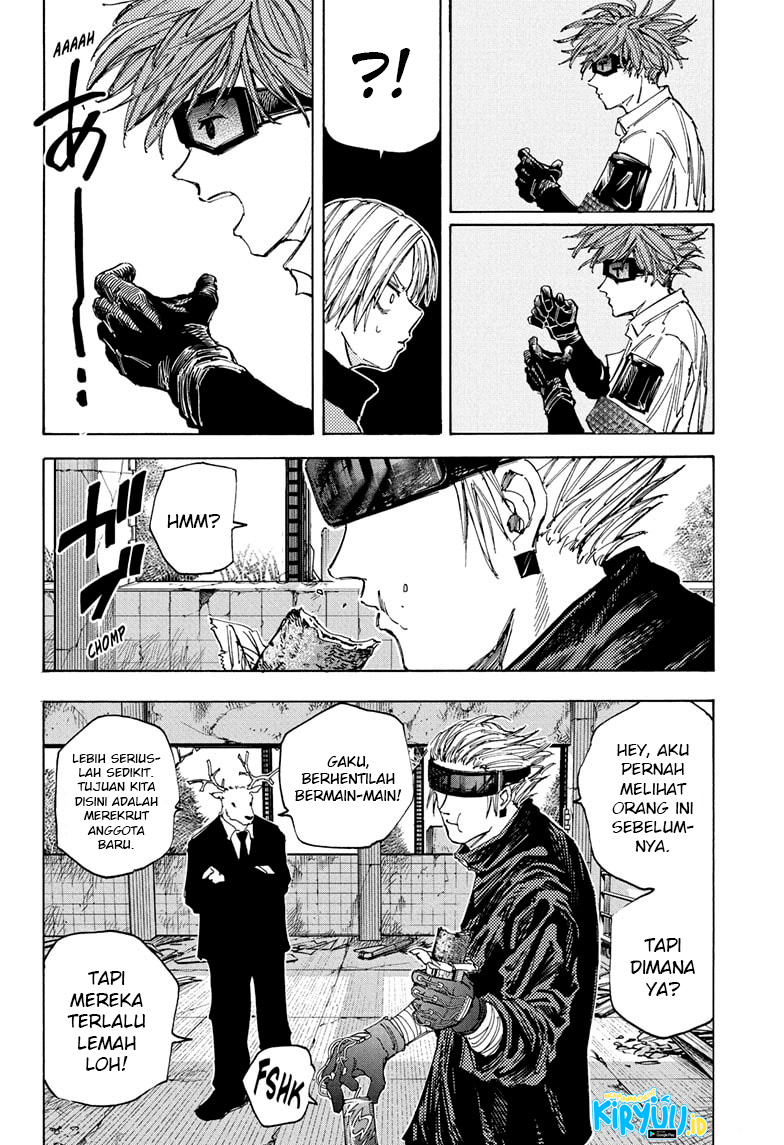 ?!
AAAAH
あ
HMM?
ガブ
CHOMP
HEY, AKU
PERNAH
MELIHAT
ORANG INI
SEBELUM-
NYA.
TAPI
DIMANA
YA?
GAKU,
BERHENTILAH
BERMAIN-MAIN!
LEBIH SERIUS-
LAH SEDIKIT.
TUJUAN KITA
DISINI ADALAH
MEREKRUT
ANGGOTA
BARU.
TAPI
MEREKA
TERLALU
LEMAH
LOH!
FSHK
KIRYUU.ID